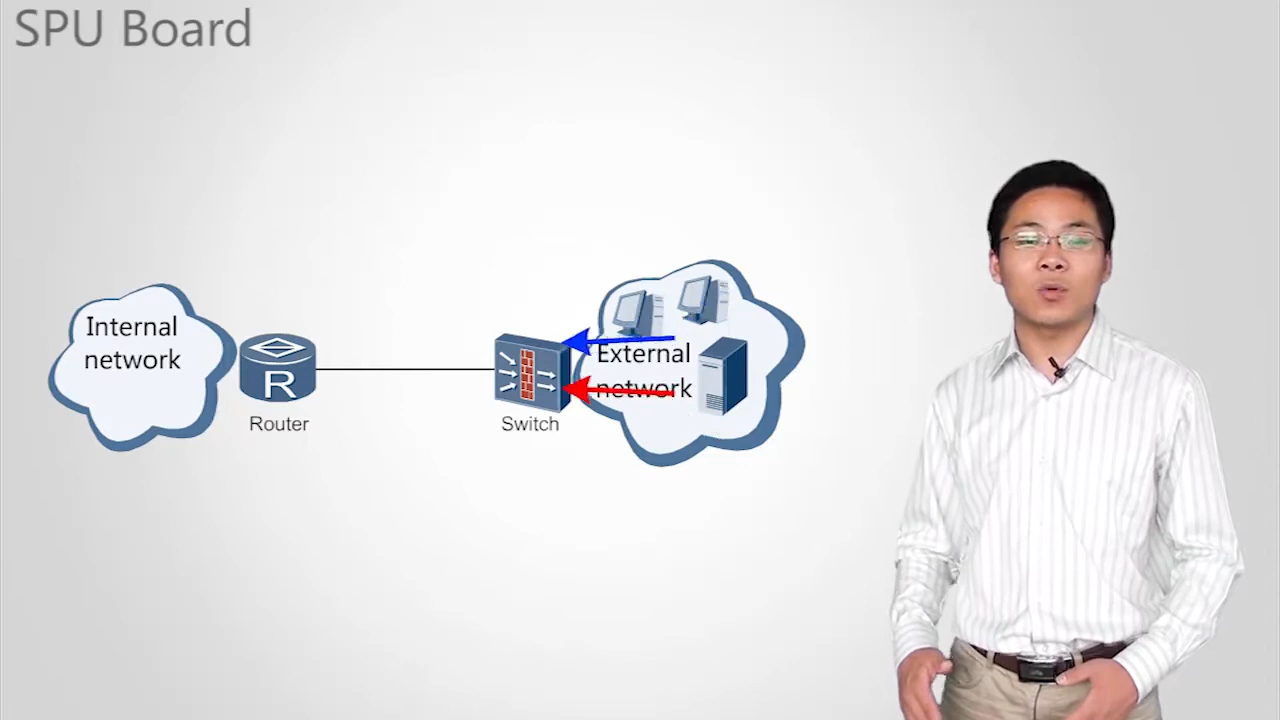 SPU Board
Internal
network
R
Router
Switch
External
network